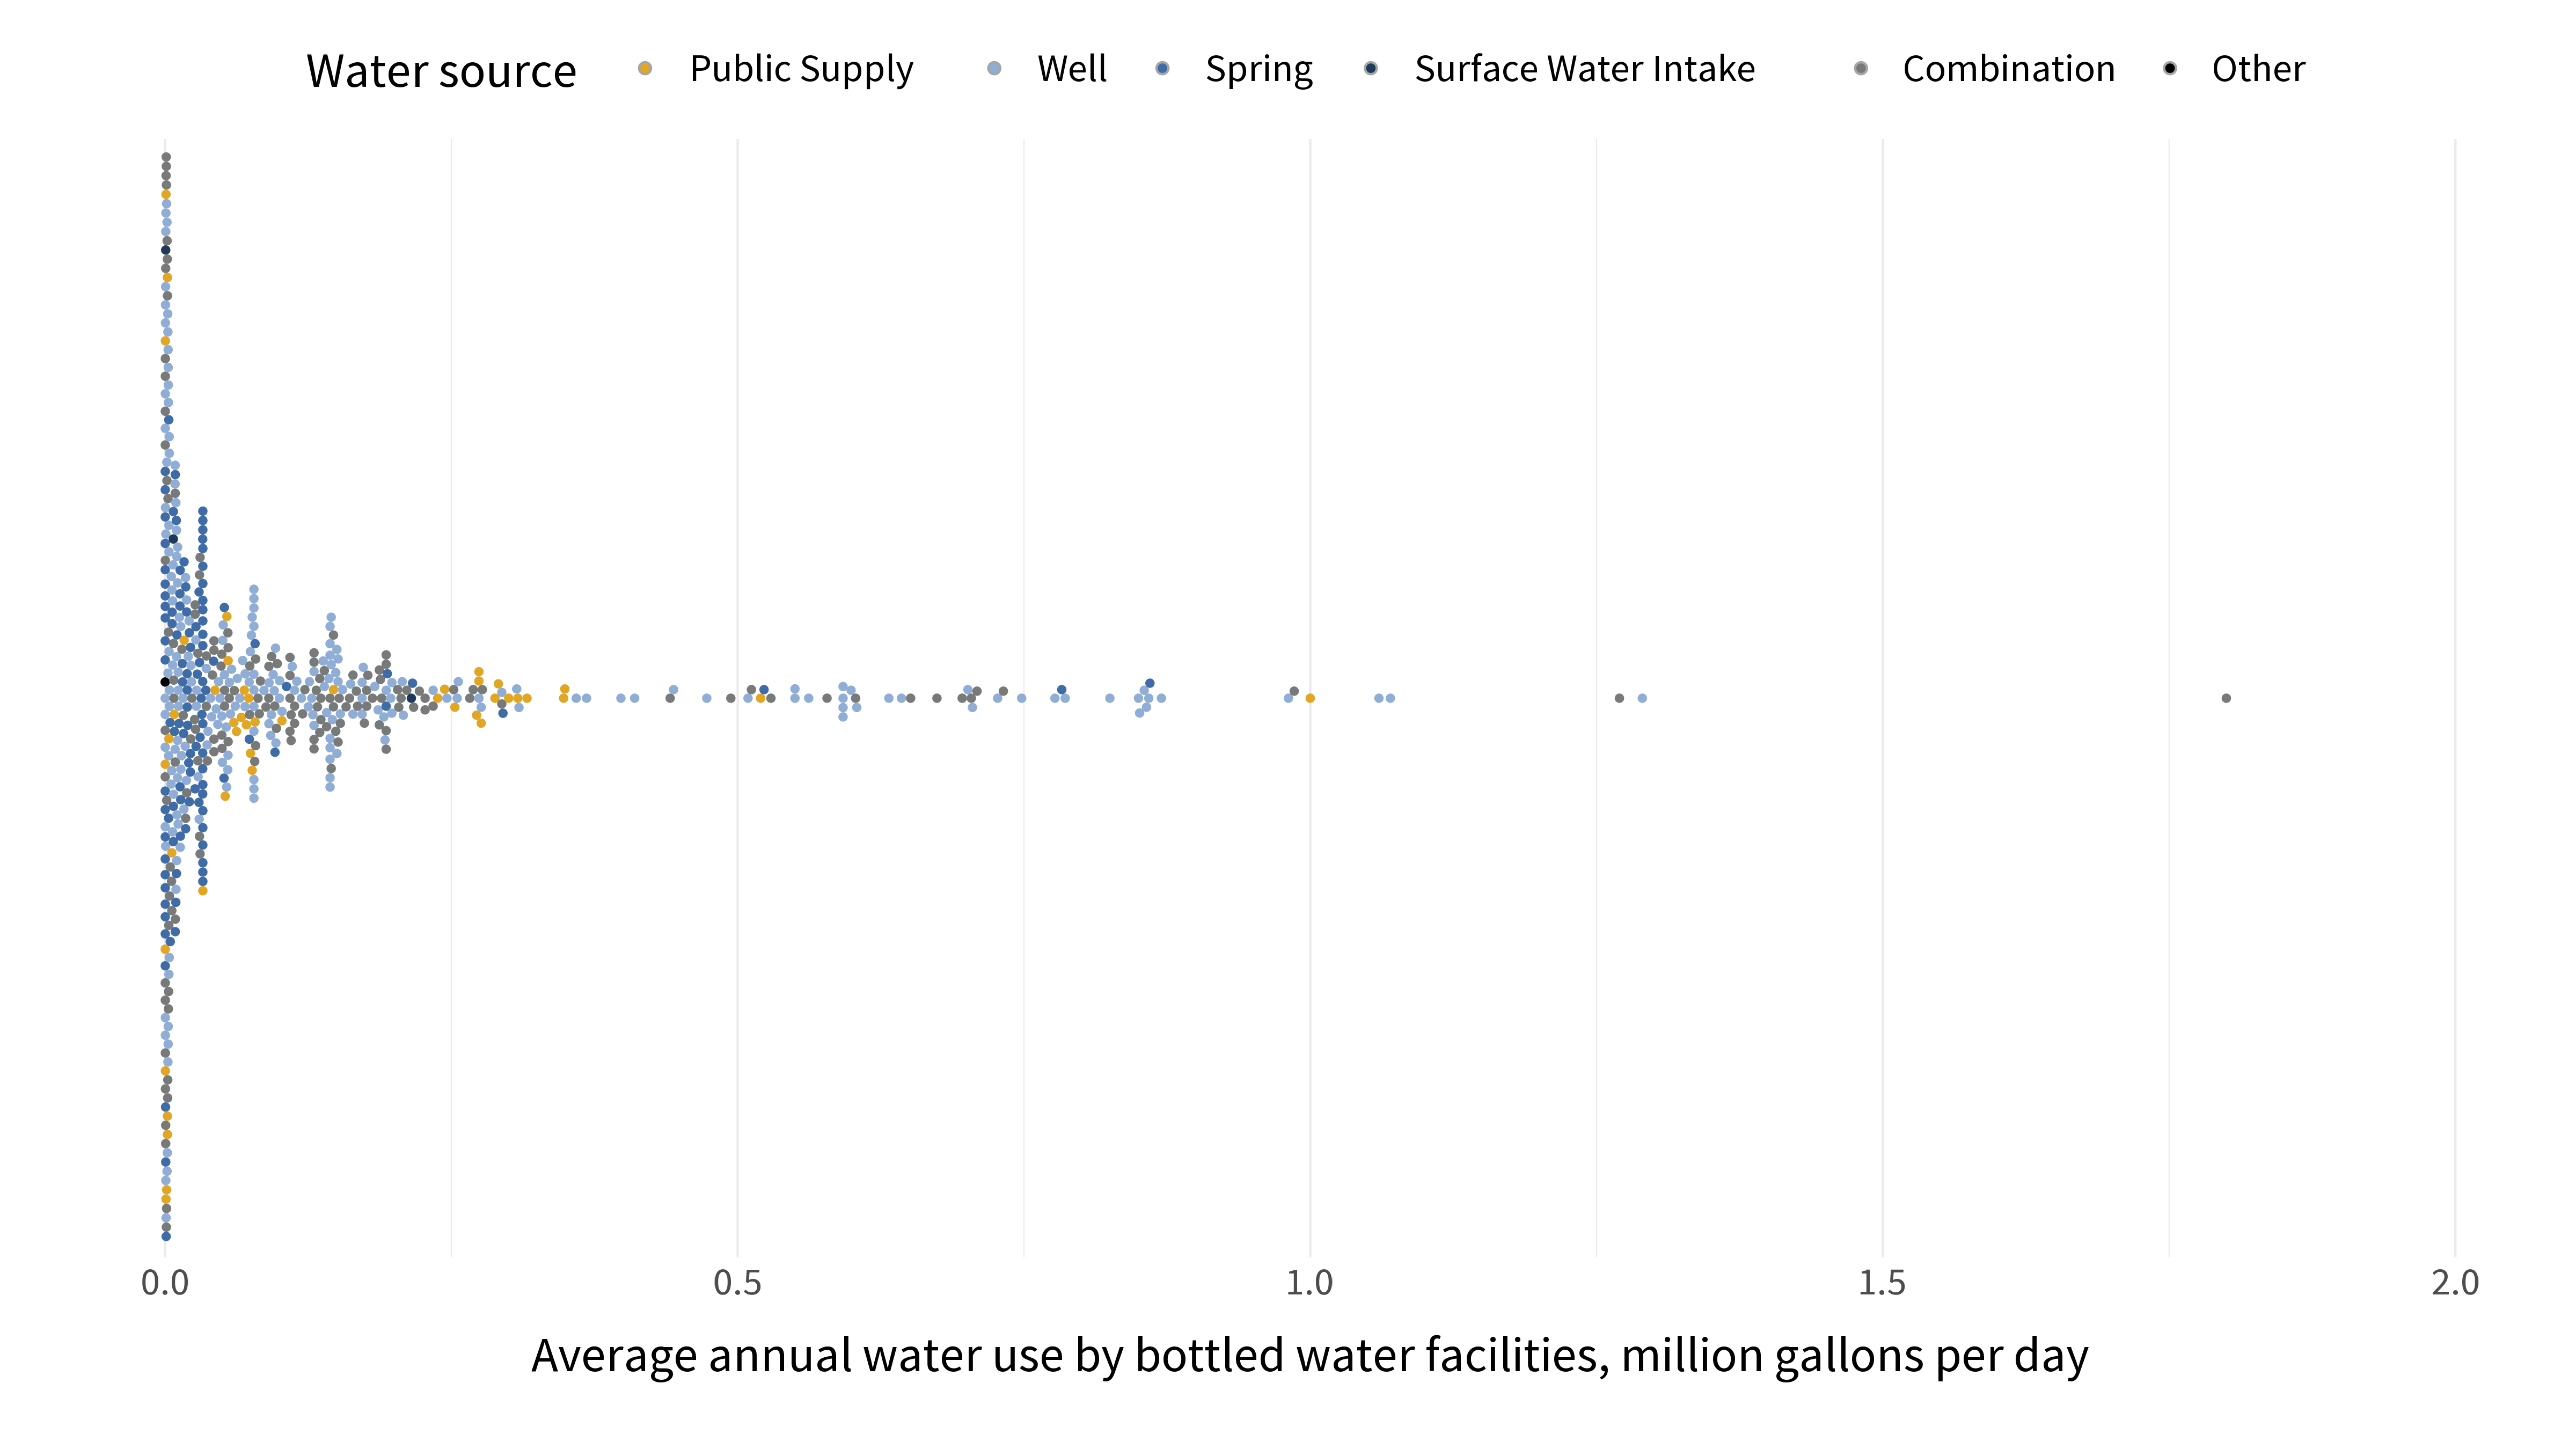 Water source Public Supply Well Spring Surface Water Intake Combination Other
0.0 0.5 1.0 1.5 2.0
Average annual water use by bottled water facilities, million gallons per day